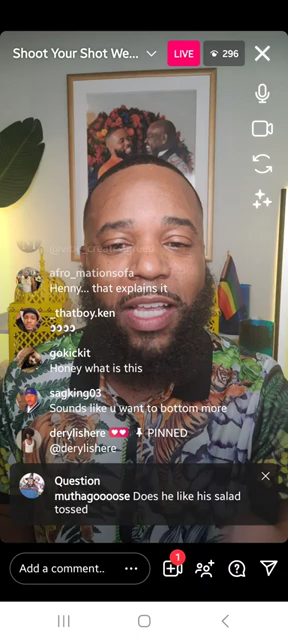 Shoot Your Shot We...
LIVE
296
afro_mationsofa
Henny... that explains it
_thatboy.ken
gokickit
Honey what is this
sagking03
Sounds like u want to bottom more
derylishere PINNED
@derylishere
Question
muthagoooose Does he like his salad
tossed
1
Add a comment..